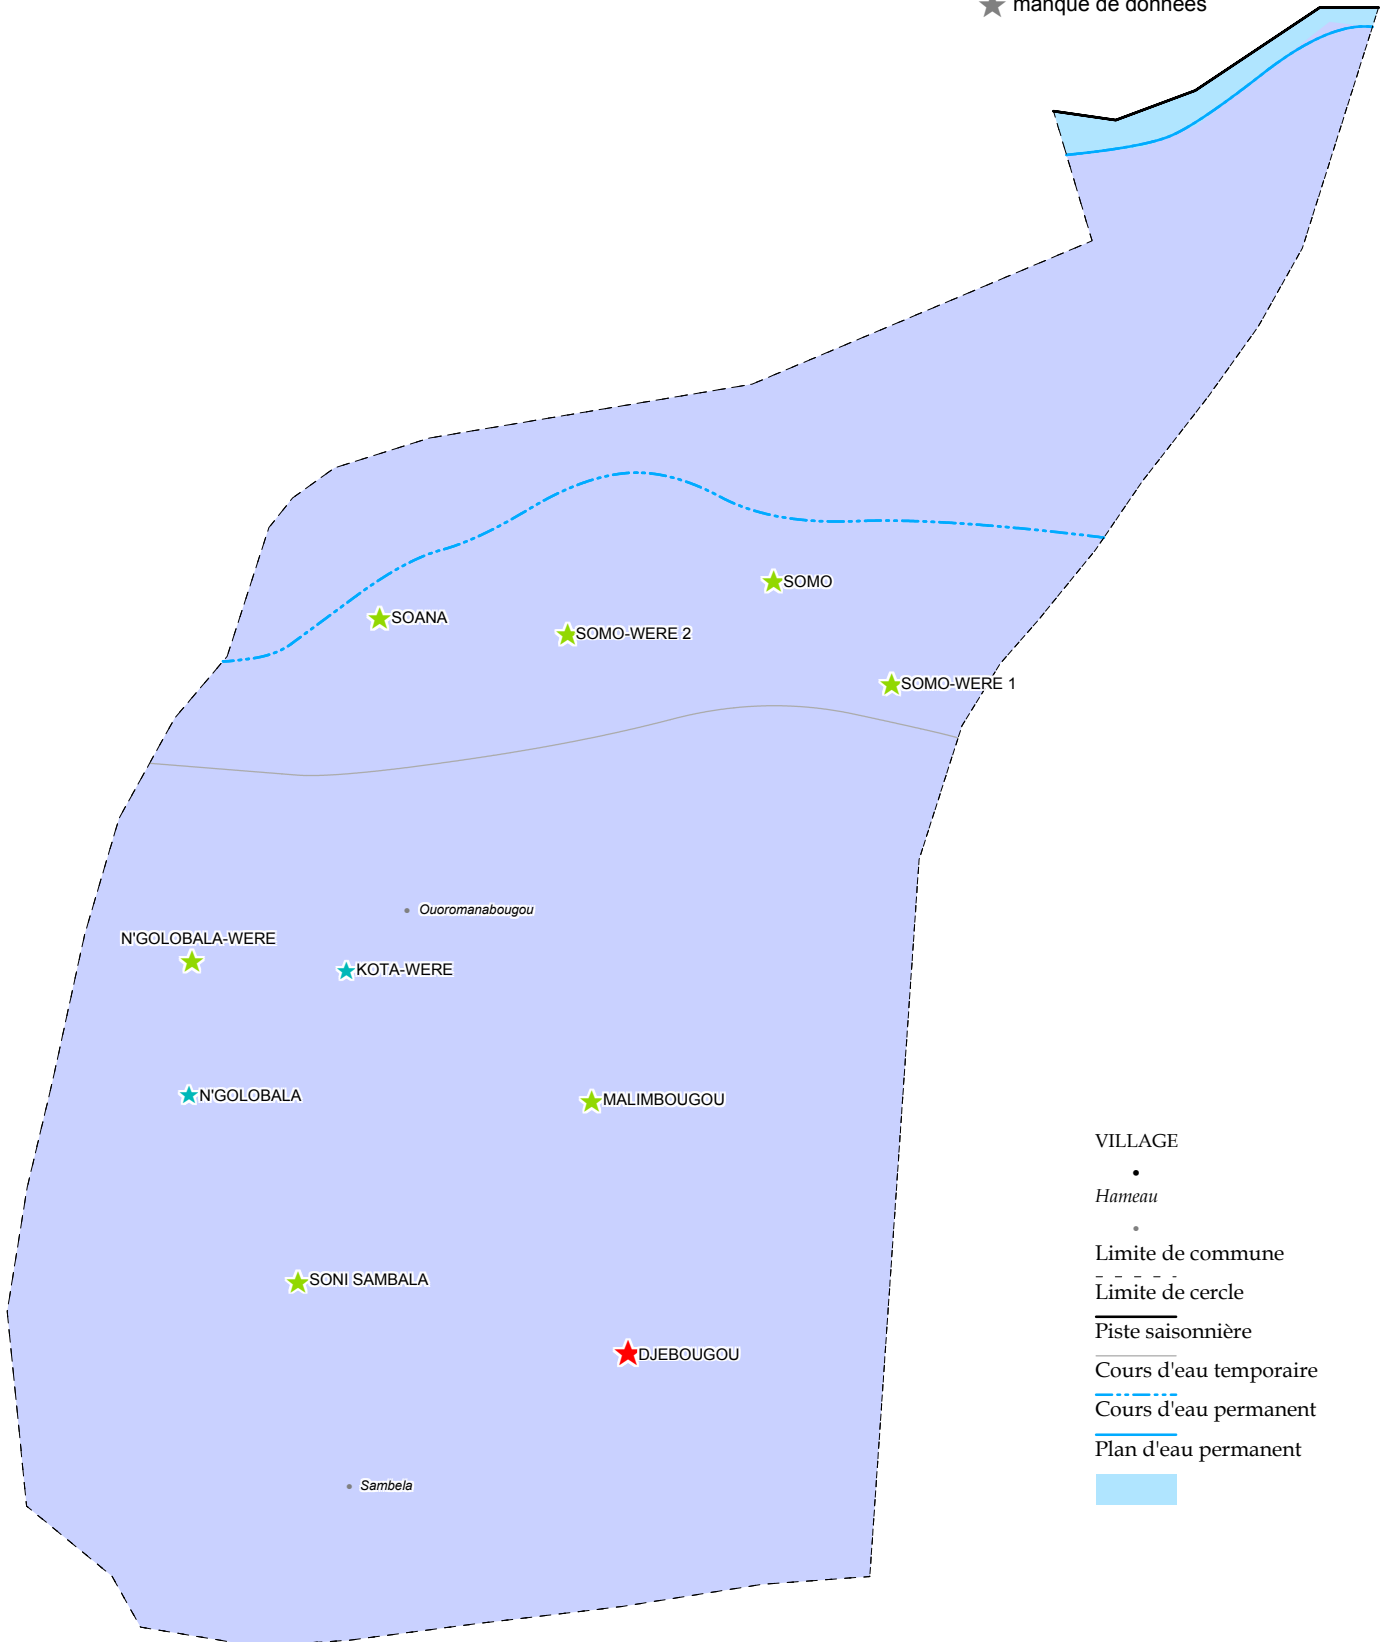 manque de données
SOMO
SOANA
SOMO-WERE 2
SOMO-WERE 1
Ouoromanabougou
N'GOLOBALA-WERE
KOTA-WERE
N'GOLOBALA
MALIMBOUGOU
SONI SAMBALA
DJEBOUGOU
Sambela
VILLAGE
Hameau
Limite de commune
Limite de cercle
Piste saisonnière
Cours d'eau temporaire
Cours d'eau permanent
Plan d'eau permanent